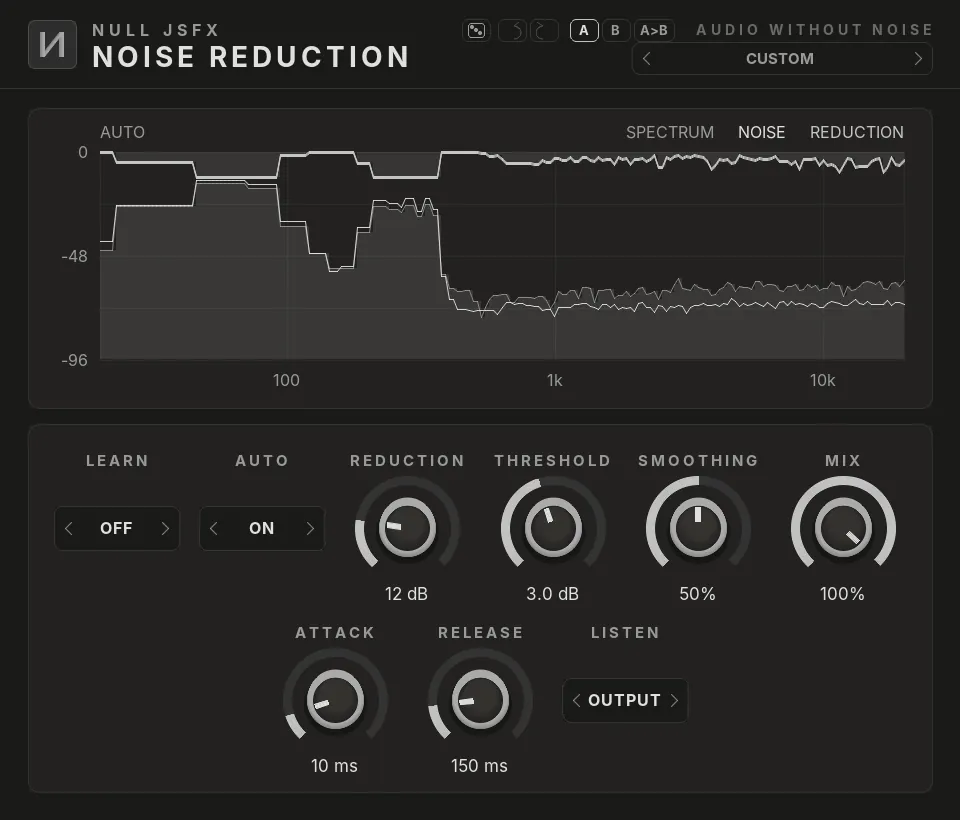 NULL JSFX
NOISE REDUCTION
A B A>B
AUDIO WITHOUT NOISE
CUSTOM
AUTO
SPECTRUM NOISE REDUCTION
0
-48
-96
100 1k 10k
LEARN AUTO REDUCTION THRESHOLD SMOOTHING MIX
OFF ON
12 dB 3.0 dB 50% 100%
ATTACK RELEASE LISTEN
OUTPUT
10 ms 150 ms